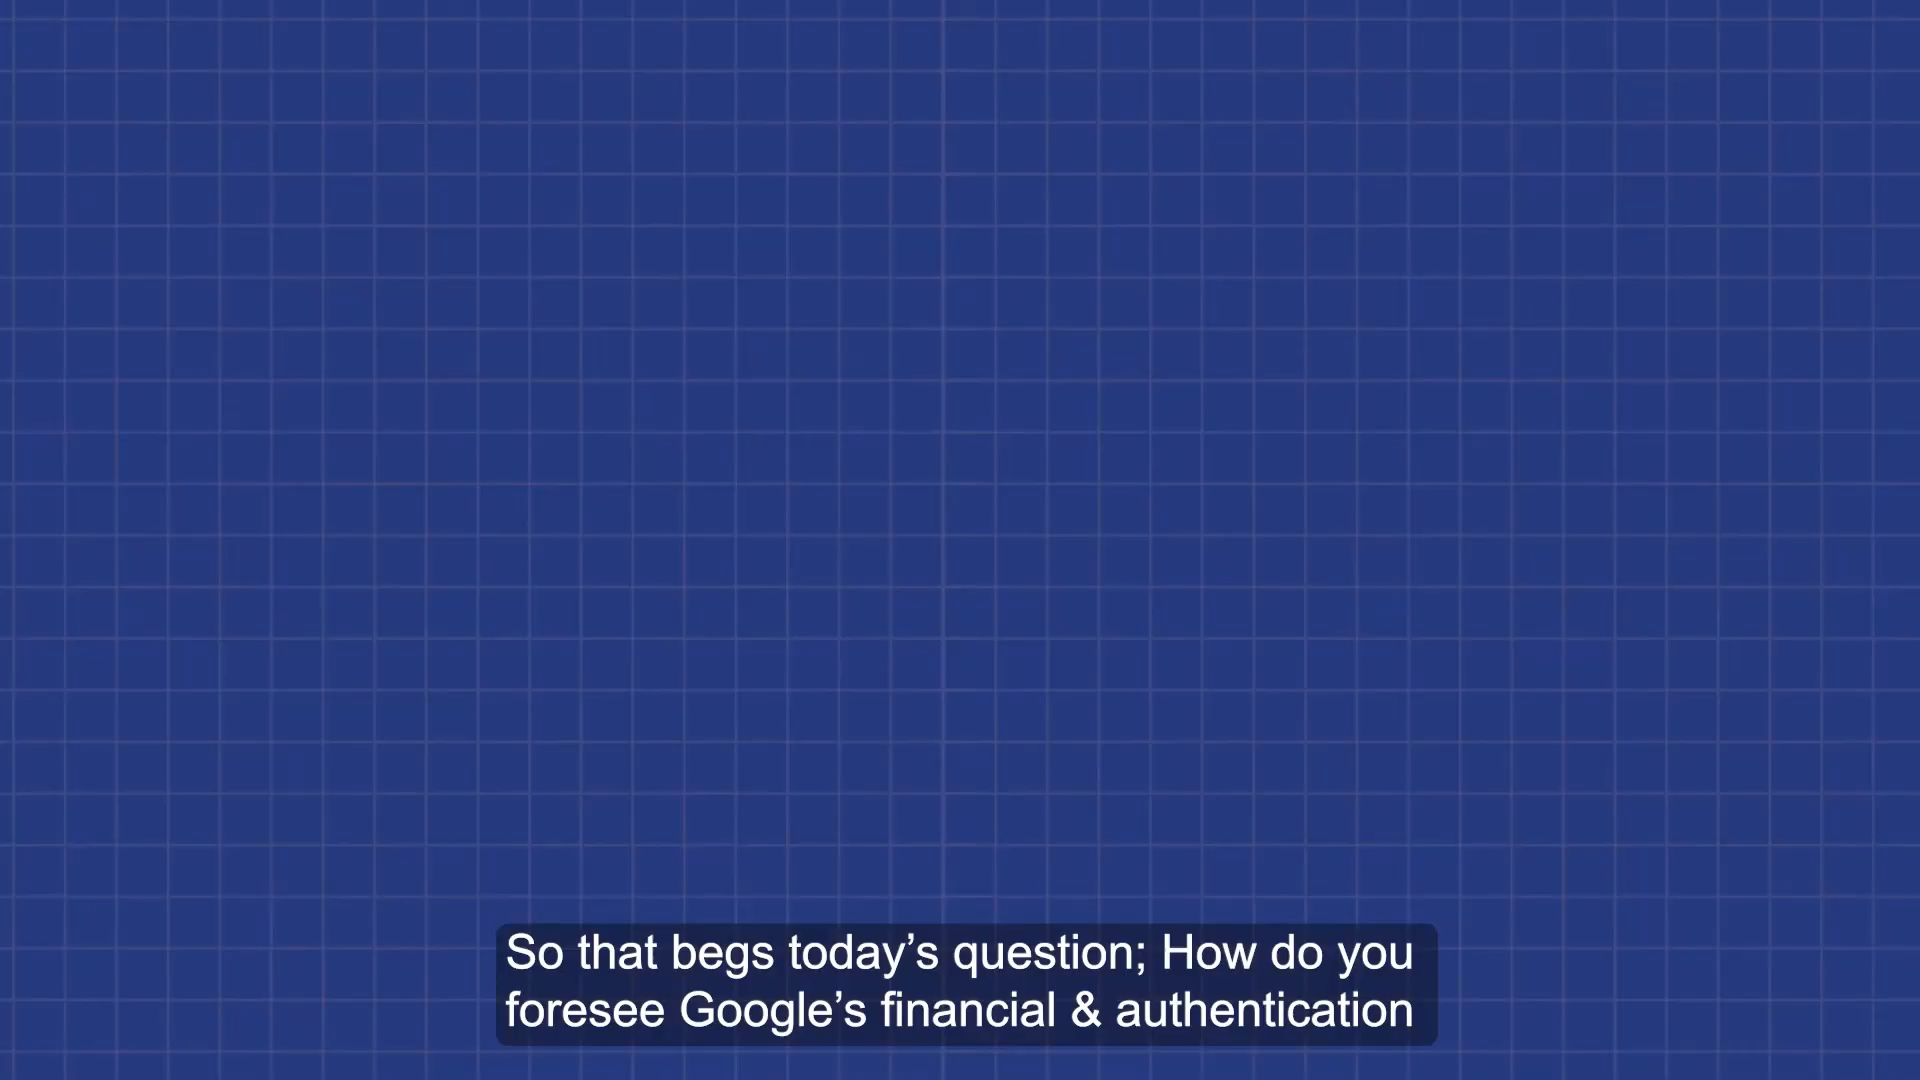 So that begs today’s question; How do you
foresee Google’s financial & authentication